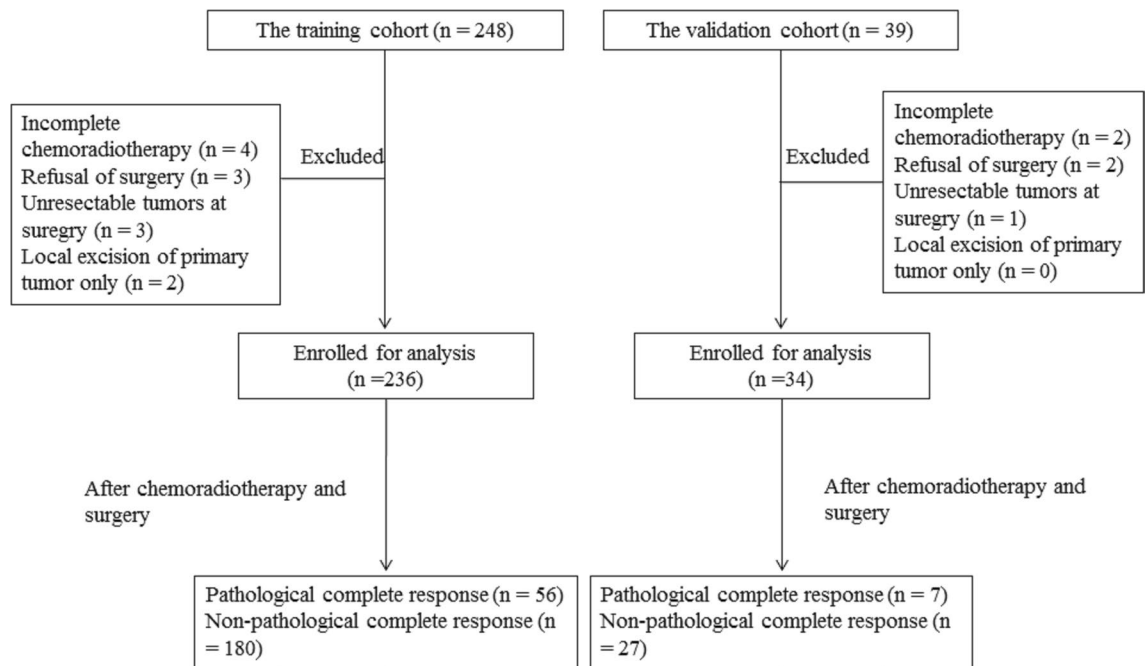 The training cohort (n = 248)
The validation cohort (n = 39)
Incomplete
chemoradiotherapy (n = 4)
Refusal of surgery (n = 3)
Unresectable tumors at
suregry (n = 3)
Local excision of primary
tumor only (n = 2)
Excluded
Excluded
Incomplete
chemoradiotherapy (n = 2)
Refusal of surgery (n = 2)
Unresectable tumors at
suregry (n = 1)
Local excision of primary
tumor only (n = 0)
Enrolled for analysis
(n =236)
Enrolled for analysis
(n =34)
After chemoradiotherapy and
surgery
After chemoradiotherapy and
surgery
Pathological complete response (n = 56)
Non-pathological complete response (n
= 180)
Pathological complete response (n = 7)
Non-pathological complete response (n
= 27)